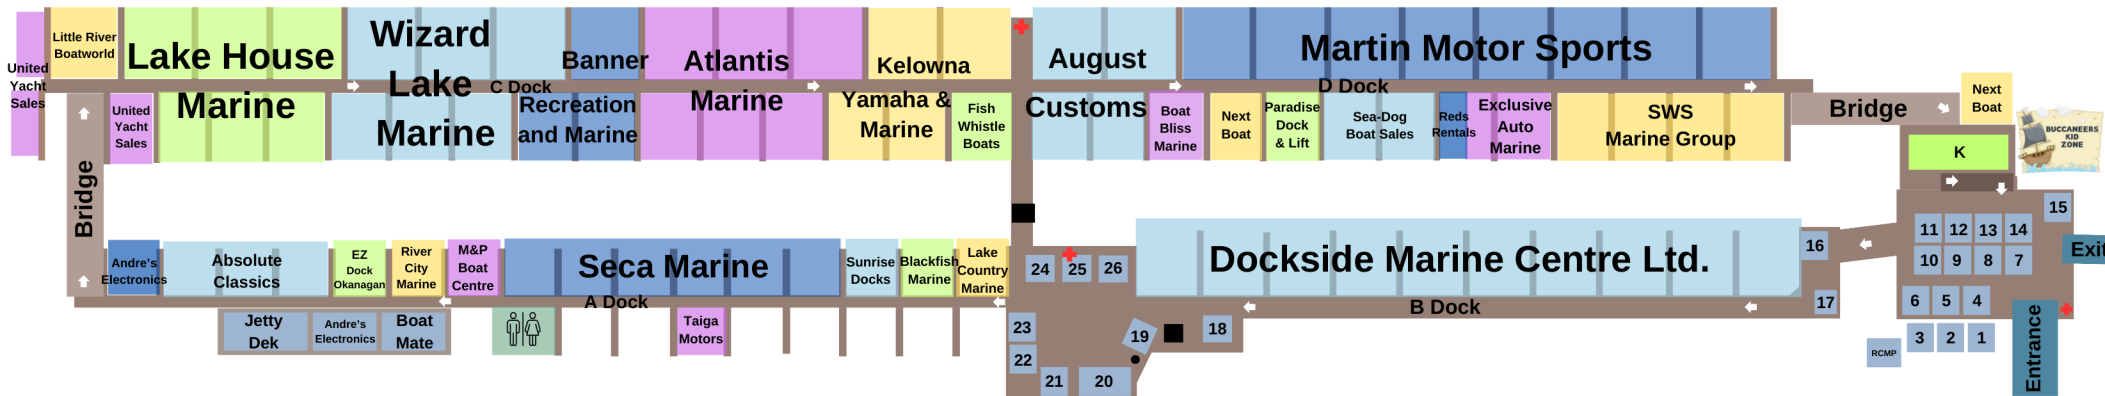 United
Yacht
Sales
Little River
Boatworld
Lake House
Marine
Wizard
Lake
Marine
C Dock
Banner
Recreation
and Marine
Atlantis
Marine
Kelowna
Yamaha &
Marine
Fish
Whistle
Boats
United
Yacht
Sales
Bridge
August
Customs
Martin Motor Sports
D Dock
Boat
Bliss
Marine
Next
Boat
Paradise
Dock
& Lift
Sea-Dog
Boat Sales
Reds
Rentals
Exclusive
Auto
Marine
SWS
Marine Group
Bridge
Next
Boat
BUCCANEERS
KID
ZONE
K
Andre's
Electronics
Absolute
Classics
EZ
Dock
Okanagan
River
City
Marine
M&P
Boat
Centre
Seca Marine
A Dock
Sunrise
Docks
Blackfish
Marine
Lake
Country
Marine
Jetty
Dek
Andre's
Electronics
Boat
Mate
Taiga
Motors
24
25
26
23
22
21
20
19
18
Dockside Marine Centre Ltd.
B Dock
16
17
15
11
12
13
14
10
9
8
7
6
5
4
3
2
1
RCMP
Exit
Entrance